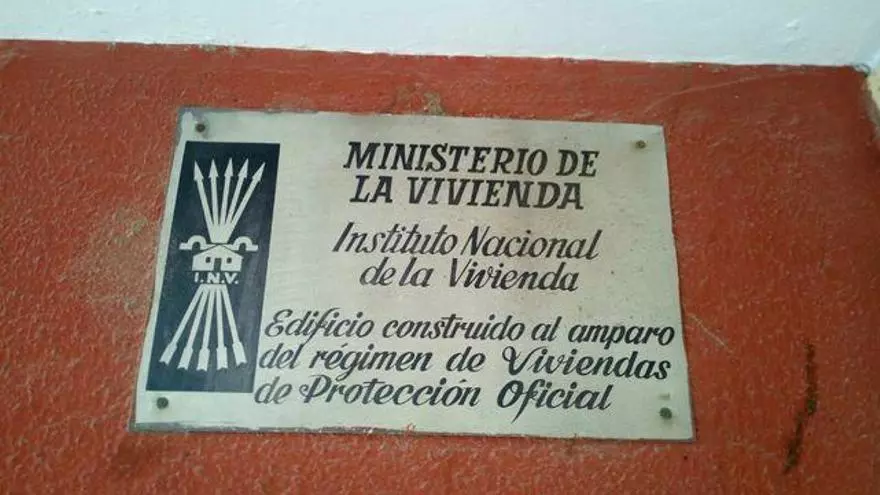 MINISTERIO DE
LA VIVIENDA
Instituto Nacional
de la Vivienda
I.N.V.
Edificio construido al amparo
del régimen de Viviendas
de Protección Oficial